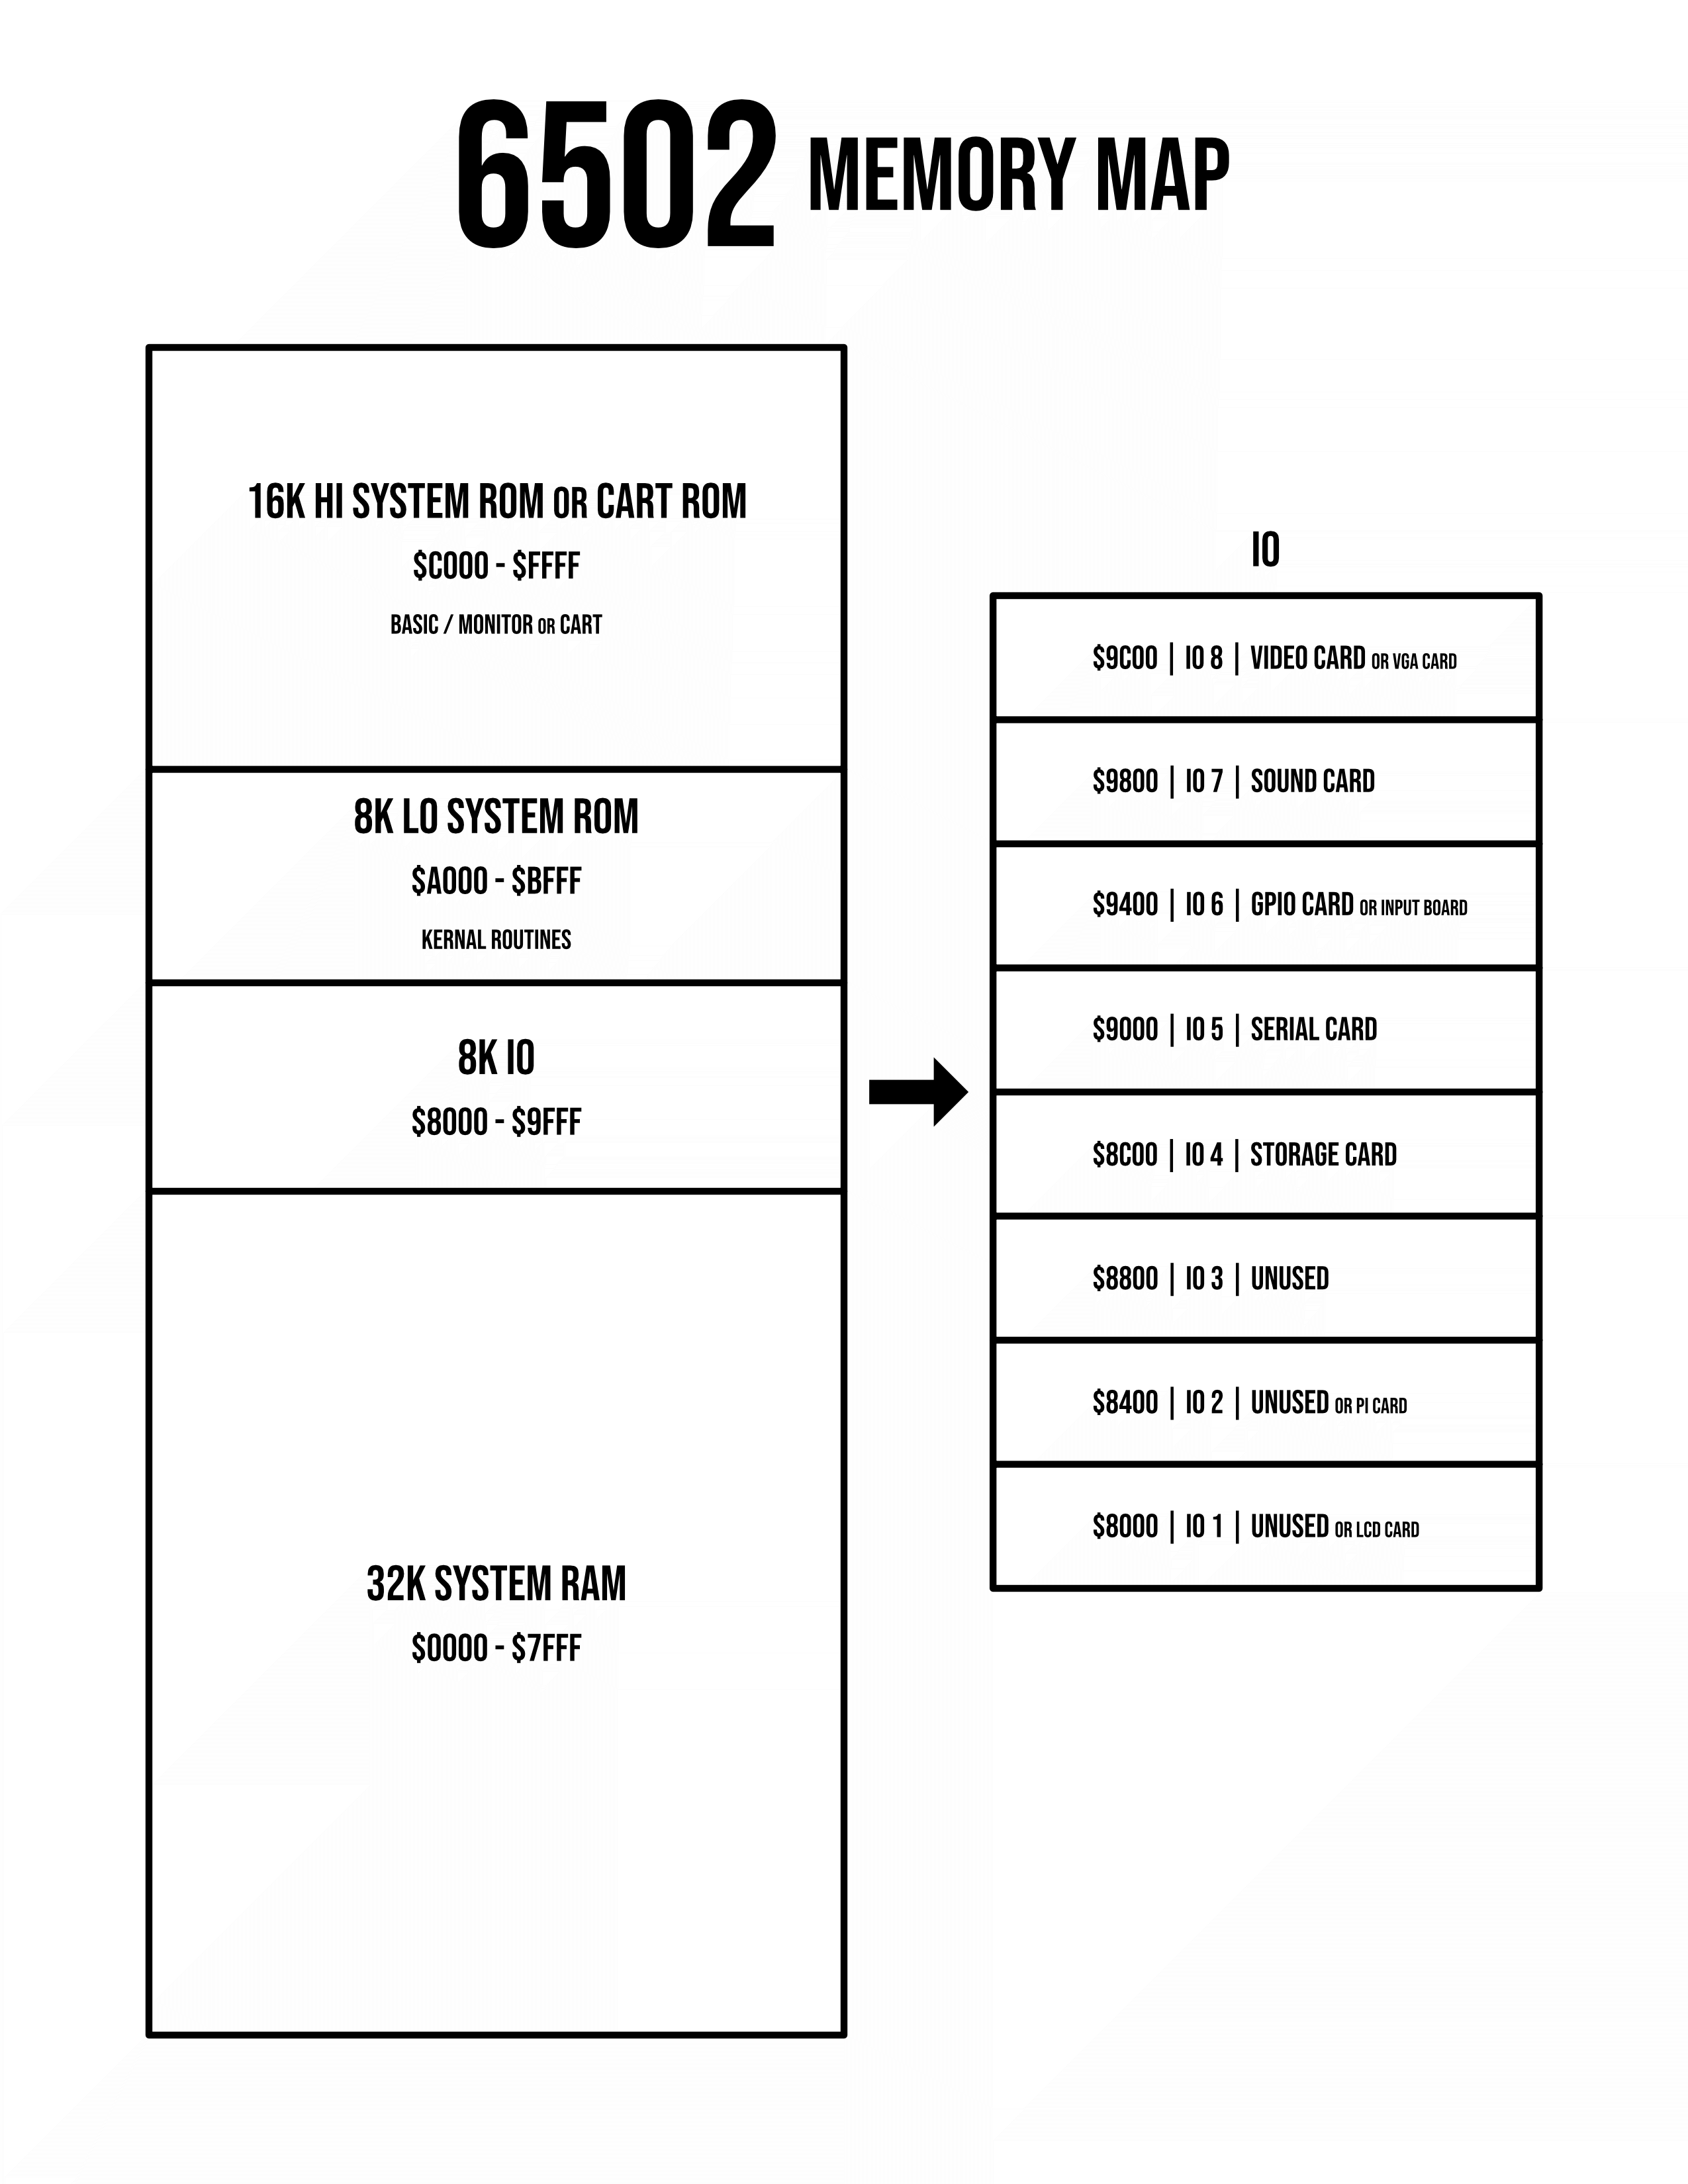 6502 MEMORY MAP
16K HI SYSTEM ROM OR CART ROM
$C000 - $FFFF
BASIC / MONITOR OR CART
8K LO SYSTEM ROM
$A000 - $BFFF
KERNAL ROUTINES
8K IO
$8000 - $9FFF
32K SYSTEM RAM
$0000 - $7FFF
IO
$9C00 | IO 8 | VIDEO CARD OR VGA CARD
$9800 | IO 7 | SOUND CARD
$9400 | IO 6 | GPIO CARD OR INPUT BOARD
$9000 | IO 5 | SERIAL CARD
$8C00 | IO 4 | STORAGE CARD
$8800 | IO 3 | UNUSED
$8400 | IO 2 | UNUSED OR PI CARD
$8000 | IO 1 | UNUSED OR LCD CARD